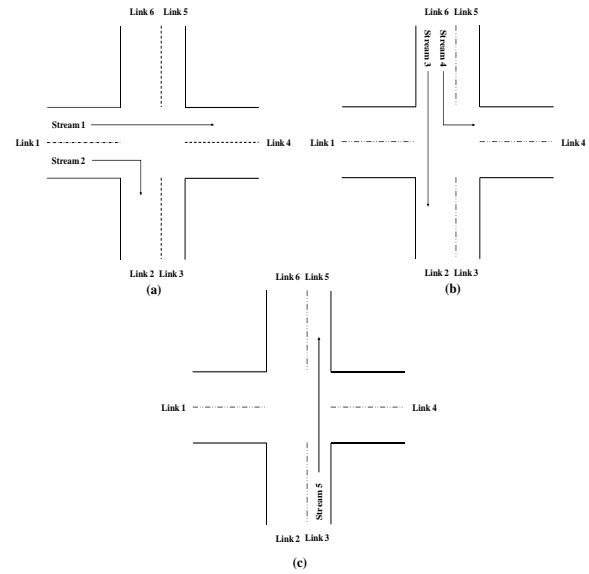 Link 6 Link 5
Stream 1
Link 1
Link 4
Stream 2
Link 2 Link 3
(a)
Link 6 Link 5
Stream 3
Stream 4
Link 1
Link 4
Link 2 Link 3
(b)
Link 6 Link 5
Link 1
Link 4
Stream 5
Link 2 Link 3
(c)